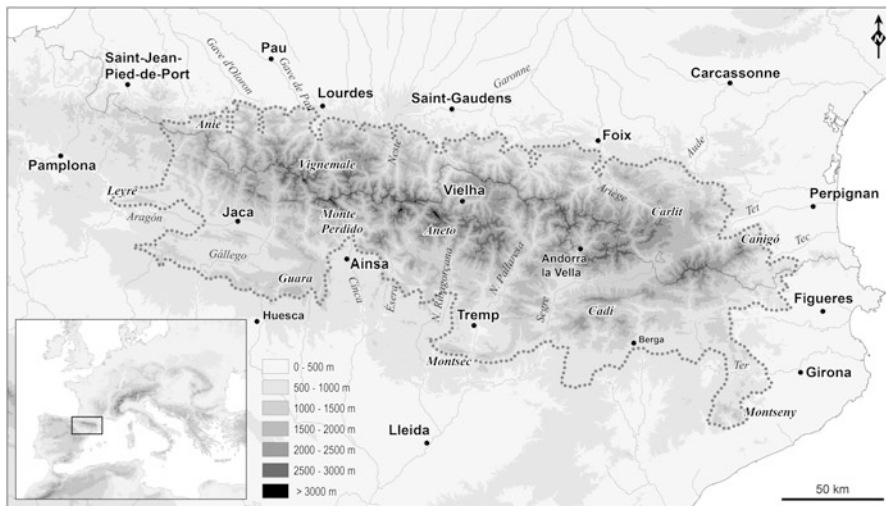 N
Saint-Jean-
Pied-de-Port
Gave d'Oloron
Pau
Gave de Pau
Lourdes
Garonne
Saint-Gaudens
Carcassonne
Foix
Aude
Anie
Neste
Pamplona
Vignemale
Leyre
Vielha
Ariège
Carlit
Perpignan
Tet
Aragón
Jaca
Monte
Perdido
Aneto
Canigó
Tec
Gállego
Guara
Ainsa
Cinca
Ésera
N. Ribagorçana
N. Pallaresa
Andorra
la Vella
Segre
Cadí
Figueres
Huesca
Tremp
Montsec
Berga
Ter
Girona
Montseny
Lleida
0 - 500 m
500 - 1000 m
1000 - 1500 m
1500 - 2000 m
2000 - 2500 m
2500 - 3000 m
> 3000 m
50 km